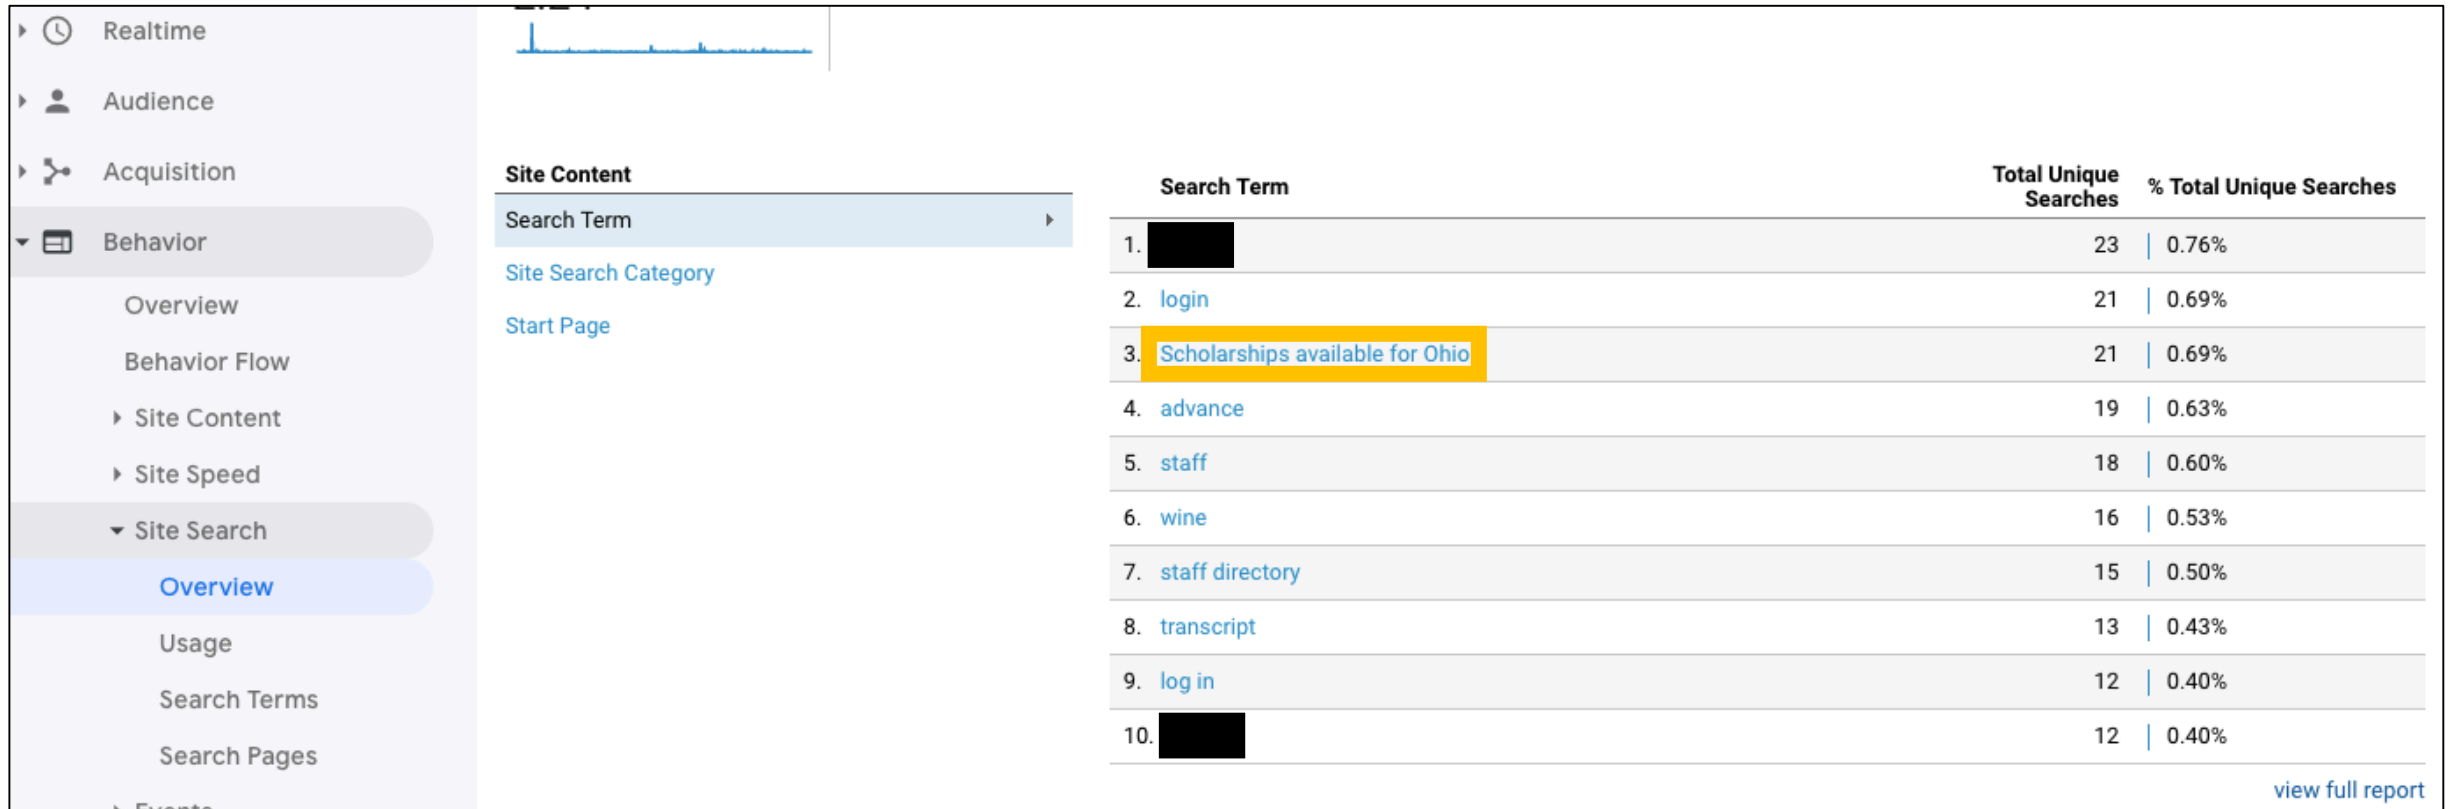 Realtime
Audience
Acquisition
Behavior
Overview
Behavior Flow
Site Content
Site Speed
Site Search
Overview
Usage
Search Terms
Search Pages
Site Content
Search Term
Site Search Category
Start Page
Search Term Total Unique Searches % Total Unique Searches
1. 23 0.76%
2. login 21 0.69%
3. Scholarships available for Ohio 21 0.69%
4. advance 19 0.63%
5. staff 18 0.60%
6. wine 16 0.53%
7. staff directory 15 0.50%
8. transcript 13 0.43%
9. log in 12 0.40%
10. 12 0.40%
view full report